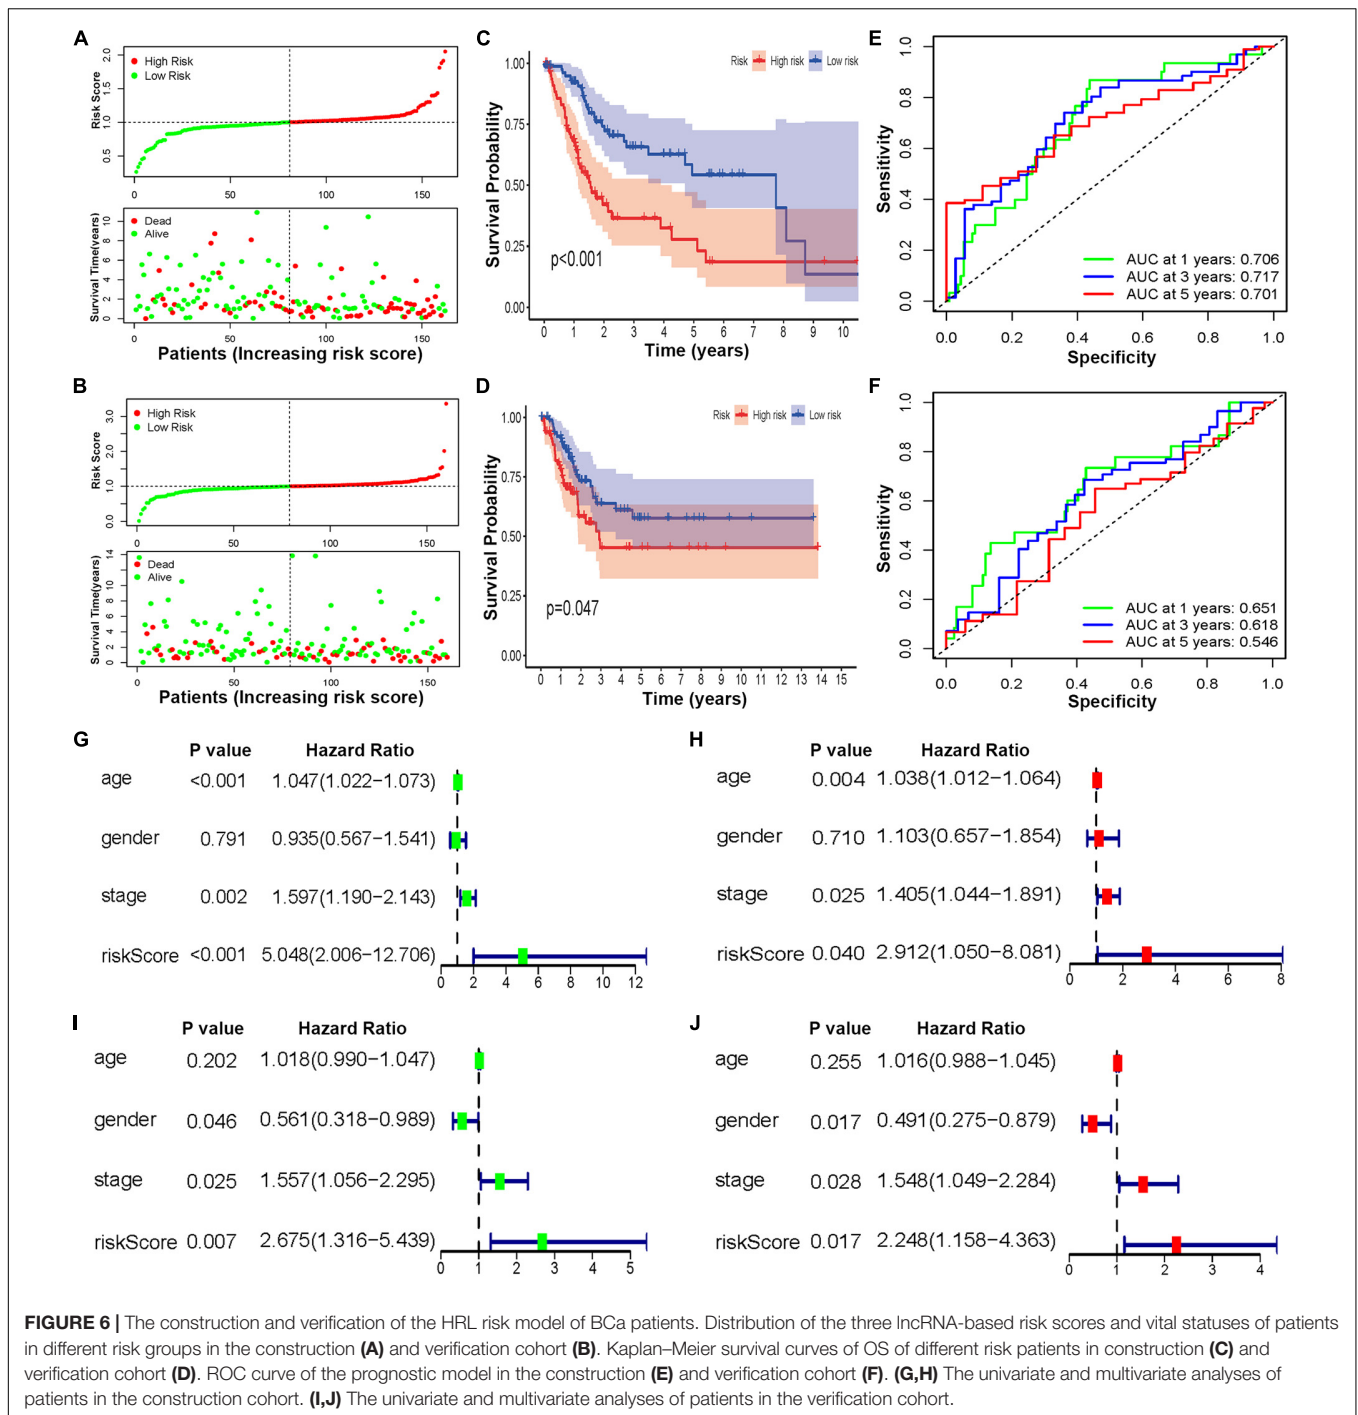 A
High Risk
Low Risk
Risk Score
0.5 1.0 1.5 2.0
0 50 100 150
Dead
Alive
Survival Time(years)
0 2 4 6 8 10
0 50 100 150
Patients (Increasing risk score)
C
Risk High risk Low risk
Survival Probability
1.00
0.75
0.50
0.25
0.00
p<0.001
0 1 2 3 4 5 6 7 8 9 10
Time (years)
E
Sensitivity
0.0 0.2 0.4 0.6 0.8 1.0
AUC at 1 years: 0.706
AUC at 3 years: 0.717
AUC at 5 years: 0.701
0.0 0.2 0.4 0.6 0.8 1.0
Specificity
B
High Risk
Low Risk
Risk Score
0.0 1.0 2.0 3.0
0 50 100 150
Dead
Alive
Survival Time(years)
0 2 4 6 8 10 12 14
0 50 100 150
Patients (Increasing risk score)
D
Risk High risk Low risk
Survival Probability
1.00
0.75
0.50
0.25
0.00
p=0.047
0 1 2 3 4 5 6 7 8 9 10 11 12 13 14 15
Time (years)
F
Sensitivity
0.0 0.2 0.4 0.6 0.8 1.0
AUC at 1 years: 0.651
AUC at 3 years: 0.618
AUC at 5 years: 0.546
0.0 0.2 0.4 0.6 0.8 1.0
Specificity
G
P value Hazard Ratio
age <0.001 1.047(1.022−1.073)
gender 0.791 0.935(0.567−1.541)
stage 0.002 1.597(1.190−2.143)
riskScore <0.001 5.048(2.006−12.706)
0 2 4 6 8 10 12
H
P value Hazard Ratio
age 0.004 1.038(1.012−1.064)
gender 0.710 1.103(0.657−1.854)
stage 0.025 1.405(1.044−1.891)
riskScore 0.040 2.912(1.050−8.081)
0 2 4 6 8
I
P value Hazard Ratio
age 0.202 1.018(0.990−1.047)
gender 0.046 0.561(0.318−0.989)
stage 0.025 1.557(1.056−2.295)
riskScore 0.007 2.675(1.316−5.439)
0 1 2 3 4 5
J
P value Hazard Ratio
age 0.255 1.016(0.988−1.045)
gender 0.017 0.491(0.275−0.879)
stage 0.028 1.548(1.049−2.284)
riskScore 0.017 2.248(1.158−4.363)
0 1 2 3 4
FIGURE 6 | The construction and verification of the HRL risk model of BCa patients. Distribution of the three lncRNA-based risk scores and vital statuses of patients
in different risk groups in the construction (A) and verification cohort (B). Kaplan–Meier survival curves of OS of different risk patients in construction (C) and
verification cohort (D). ROC curve of the prognostic model in the construction (E) and verification cohort (F). (G,H) The univariate and multivariate analyses of
patients in the construction cohort. (I,J) The univariate and multivariate analyses of patients in the verification cohort.